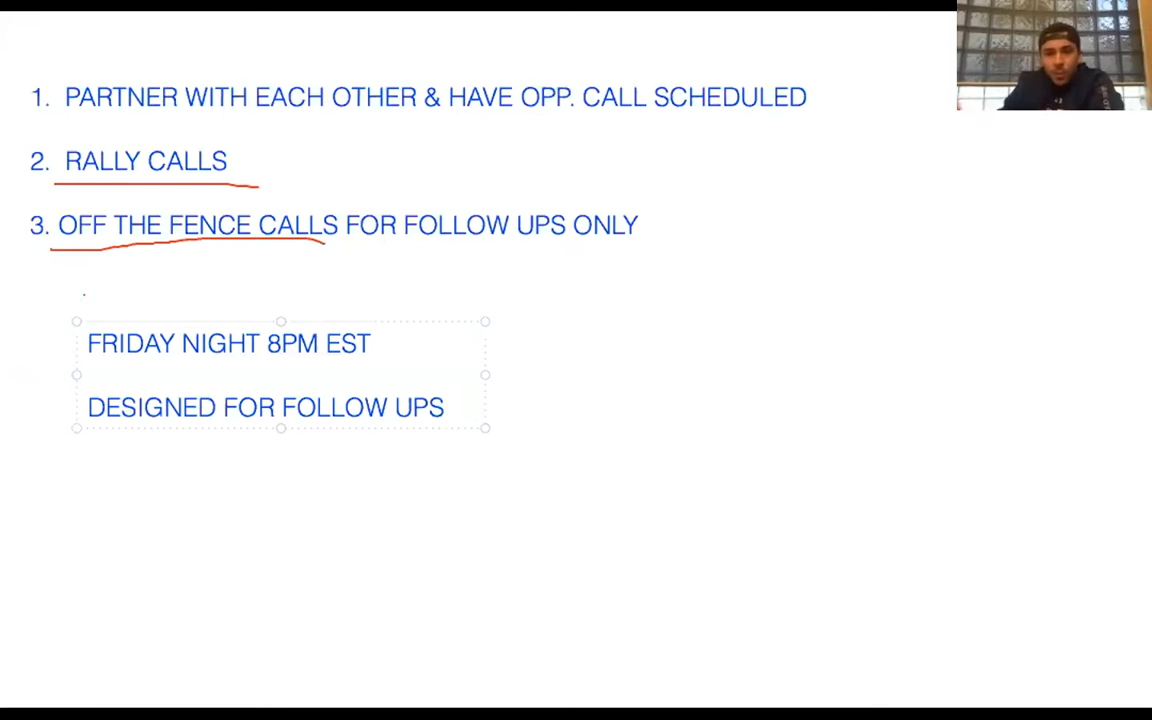 1. PARTNER WITH EACH OTHER & HAVE OPP. CALL SCHEDULED
2. RALLY CALLS
3. OFF THE FENCE CALLS FOR FOLLOW UPS ONLY
FRIDAY NIGHT 8PM EST
DESIGNED FOR FOLLOW UPS